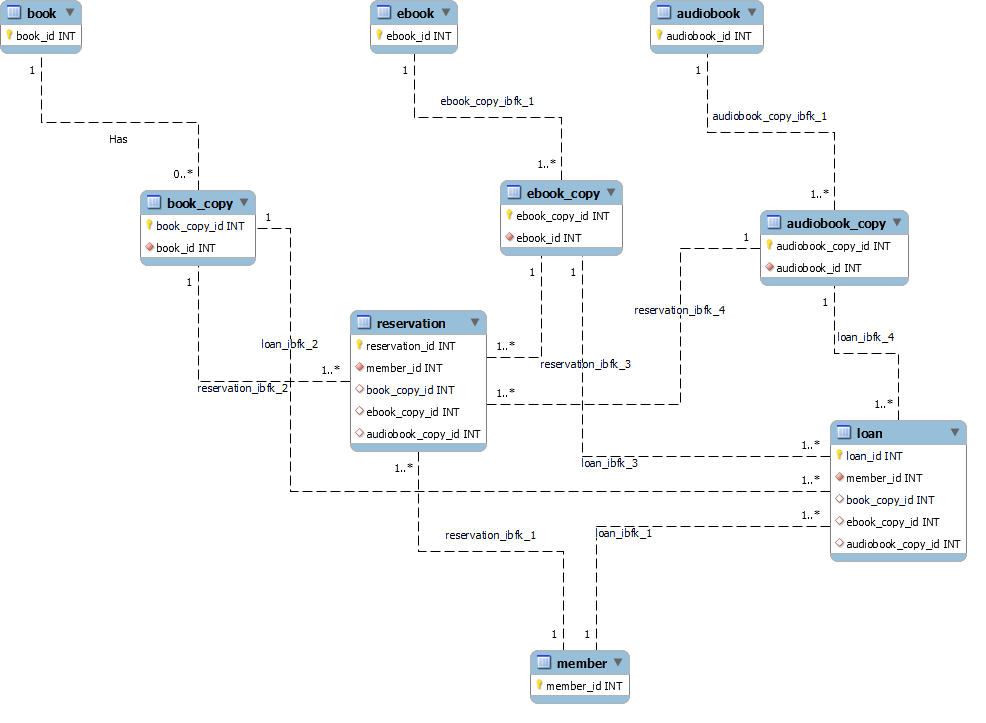 book
book_id INT
ebook
ebook_id INT
audiobook
audiobook_id INT
1
1
1
ebook_copy_ibfk_1
audiobook_copy_ibfk_1
Has
0..*
1..*
1..*
book_copy
book_copy_id INT
book_id INT
1
ebook_copy
ebook_copy_id INT
ebook_id INT
audiobook_copy
audiobook_copy_id INT
audiobook_id INT
1
1
1
1
1
reservation_ibfk_4
reservation
reservation_id INT
member_id INT
book_copy_id INT
ebook_copy_id INT
audiobook_copy_id INT
loan_ibfk_2
1..*
reservation_ibfk_2
1..*
reservation_ibfk_3
1..*
loan_ibfk_4
1..*
loan
loan_id INT
member_id INT
book_copy_id INT
ebook_copy_id INT
audiobook_copy_id INT
1..*
loan_ibfk_3
1..*
1..*
1..*
reservation_ibfk_1
loan_ibfk_1
1
1
member
member_id INT